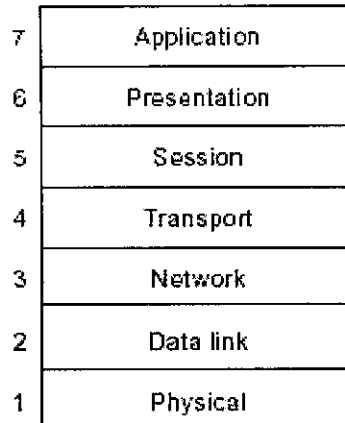 7 Application
6 Presentation
5 Session
4 Transport
3 Network
2 Data link
1 Physical